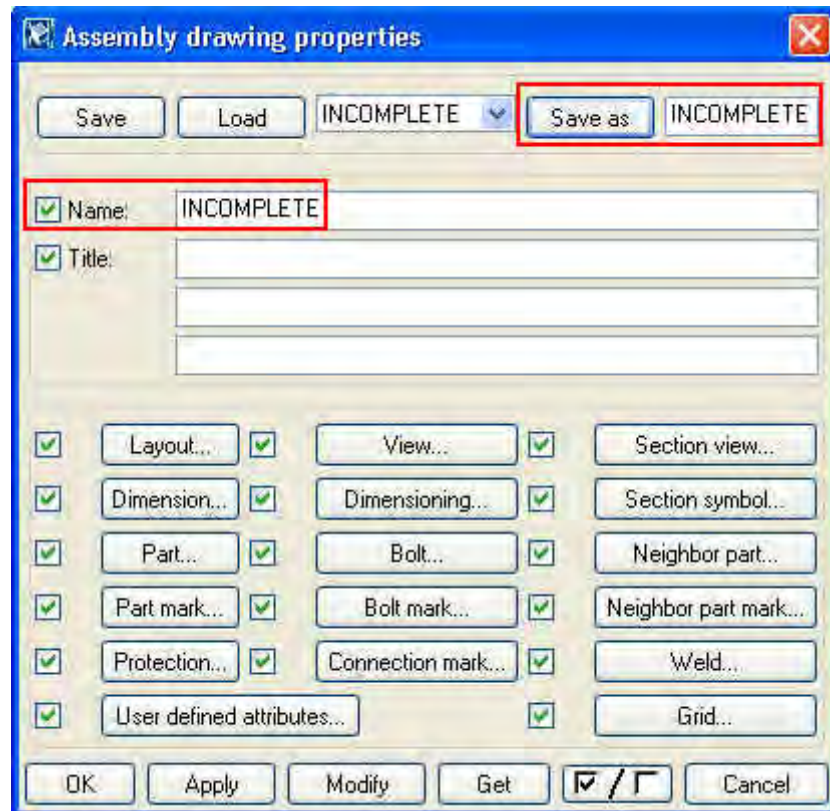 Assembly drawing properties
Save Load INCOMPLETE Save as INCOMPLETE
Name: INCOMPLETE
Title:
Layout... View... Section view...
Dimension... Dimensioning... Section symbol...
Part... Bolt... Neighbor part...
Part mark... Bolt mark... Neighbor part mark...
Protection... Connection mark... Weld...
User defined attributes... Grid...
OK Apply Modify Get / Cancel